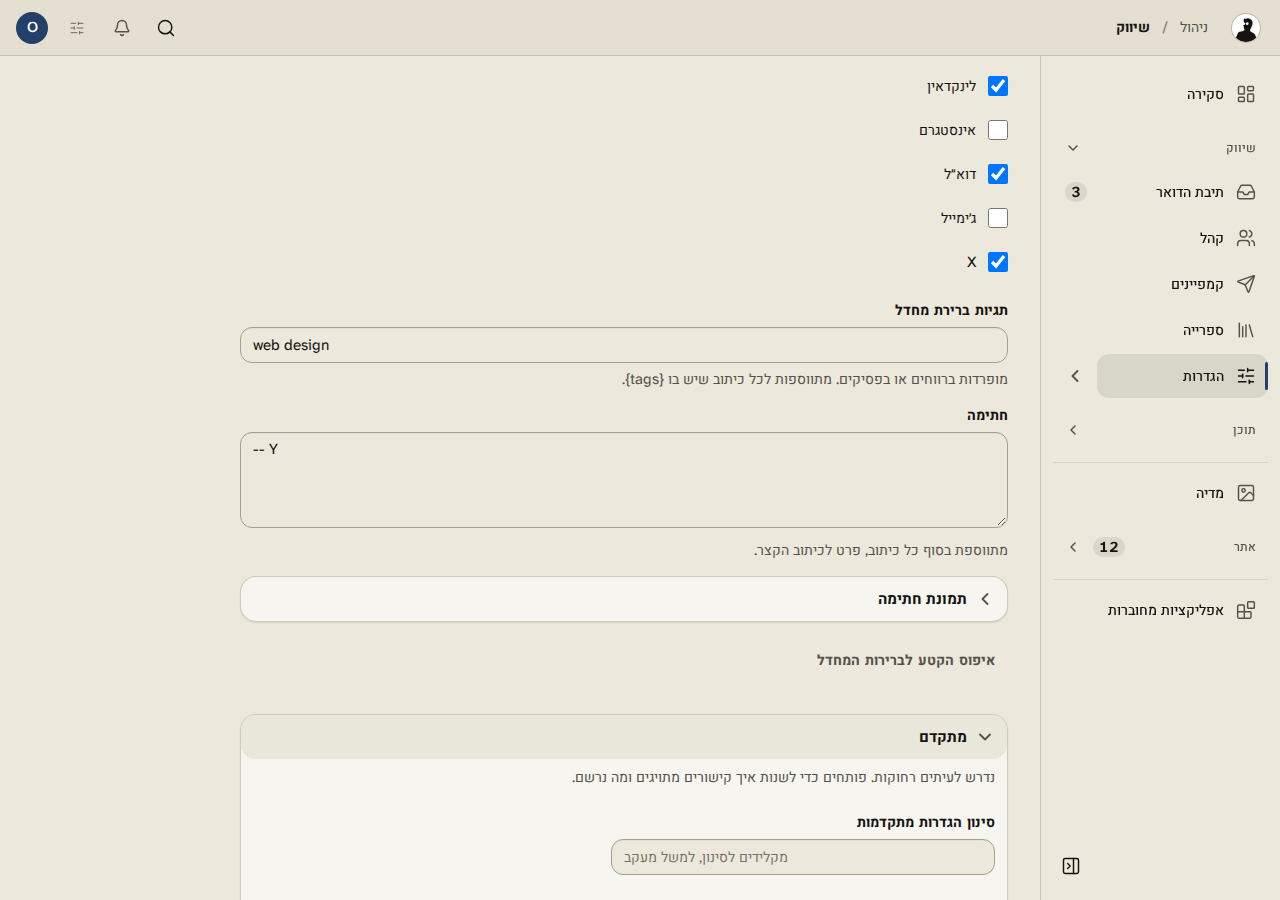 ניהול / שיווק
O
סקירה
שיווק
תיבת הדואר 3
קהל
קמפיינים
ספרייה
הגדרות
תוכן
מדיה
אתר 12
אפליקציות מחוברות
לינקדאין
אינסטגרם
דוא״ל
ג׳ימייל
X
תגיות ברירת מחדל
web design
מופרדות ברווחים או בפסיקים. מתווספות לכל כיתוב שיש בו {tags}.
חתימה
-- Y
מתווספת בסוף כל כיתוב, פרט לכיתוב הקצר.
תמונת חתימה
איפוס הקטע לברירות המחדל
מתקדם
נדרש לעיתים רחוקות. פותחים כדי לשנות איך קישורים מתויגים ומה נרשם.
סינון הגדרות מתקדמות
מקלידים לסינון, למשל מעקב